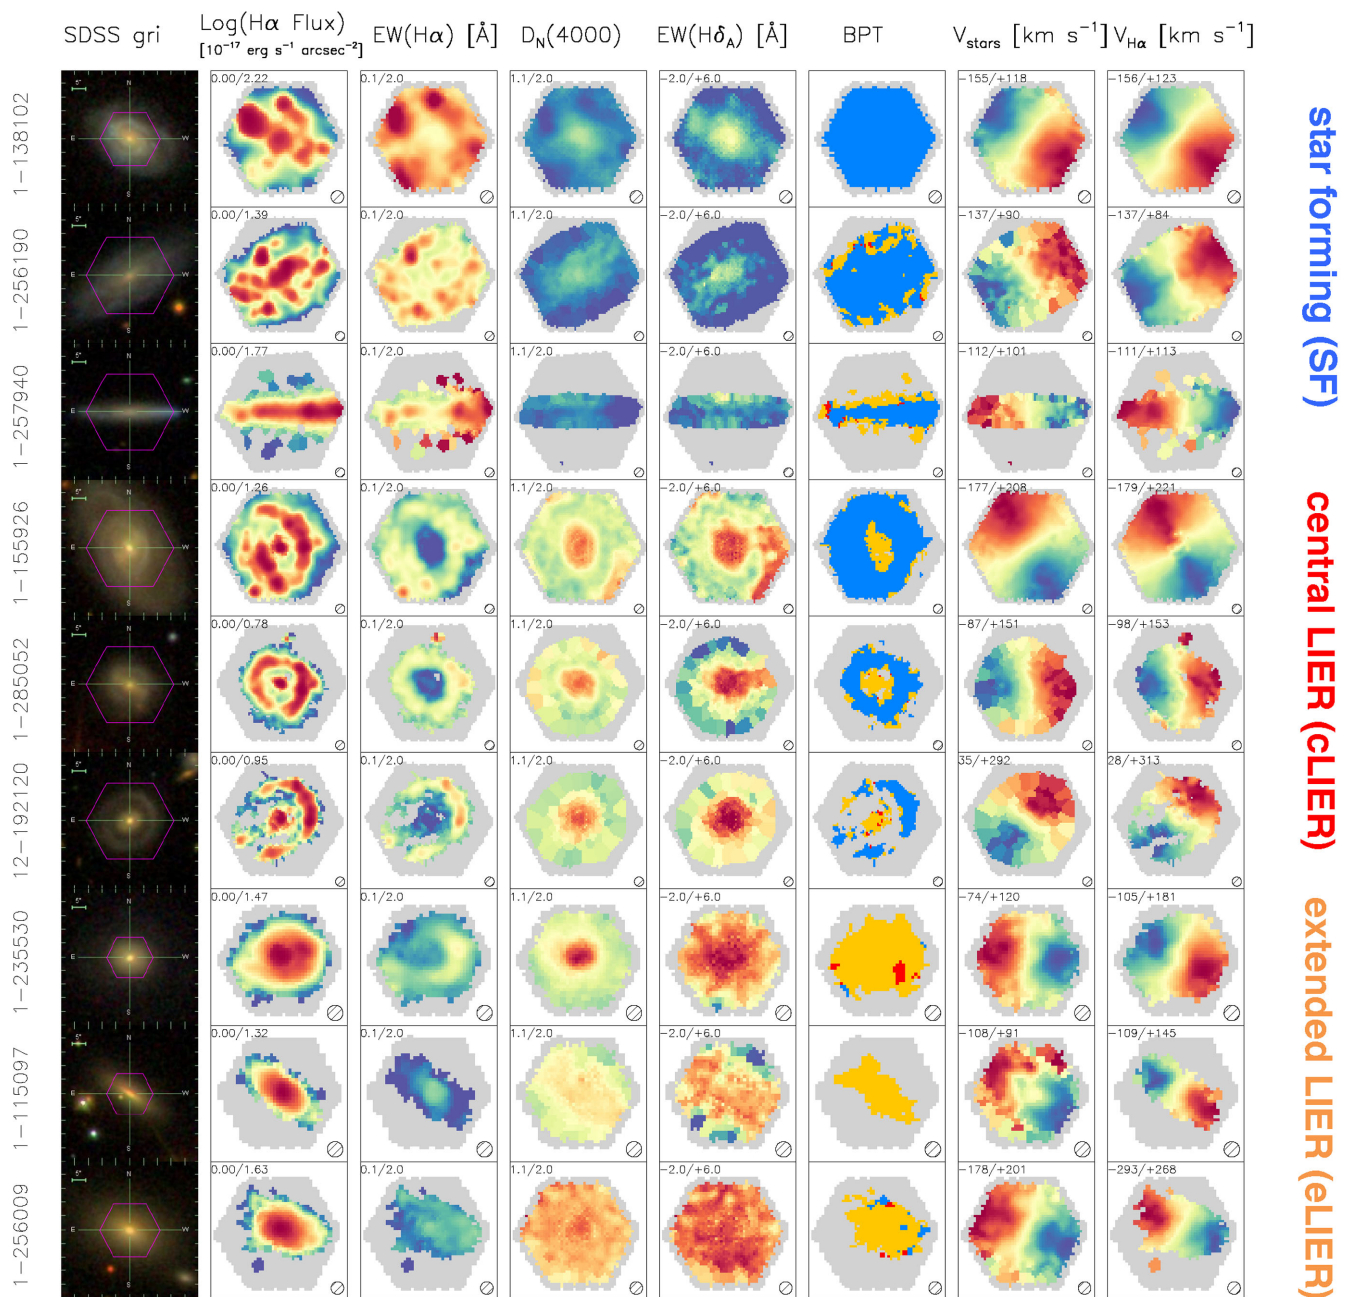 SDSS gri
Log(Hα Flux)
[10⁻¹⁷ erg s⁻¹ arcsec⁻²]
EW(Hα) [Å]
D_N(4000)
EW(Hδ_A) [Å]
BPT
V_stars [km s⁻¹]
V_Hα [km s⁻¹]
1-138102
5"
N
E
W
S
0.00/2.22
0.1/2.0
1.1/2.0
-2.0/+6.0
-155/+118
-156/+123
1-256190
5"
N
E
W
S
0.00/1.39
0.1/2.0
1.1/2.0
-2.0/+6.0
-137/+90
-137/+84
1-257940
5"
N
E
W
S
0.00/1.77
0.1/2.0
1.1/2.0
-2.0/+6.0
-112/+101
-111/+113
star forming (SF)
1-155926
5"
N
E
W
S
0.00/1.26
0.1/2.0
1.1/2.0
-2.0/+6.0
-177/+208
-179/+221
1-285052
5"
N
E
W
S
0.00/0.78
0.1/2.0
1.1/2.0
-2.0/+6.0
-87/+151
-98/+153
12-192120
5"
N
E
W
S
0.00/0.95
0.1/2.0
1.1/2.0
-2.0/+6.0
35/+292
28/+313
central LIER (cLIER)
1-235530
5"
N
E
W
S
0.00/1.47
0.1/2.0
1.1/2.0
-2.0/+6.0
-74/+120
-105/+181
1-115097
5"
N
E
W
S
0.00/1.32
0.1/2.0
1.1/2.0
-2.0/+6.0
-108/+91
-109/+145
1-256009
5"
N
E
W
S
0.00/1.63
0.1/2.0
1.1/2.0
-2.0/+6.0
-178/+201
-293/+268
extended LIER (eLIER)